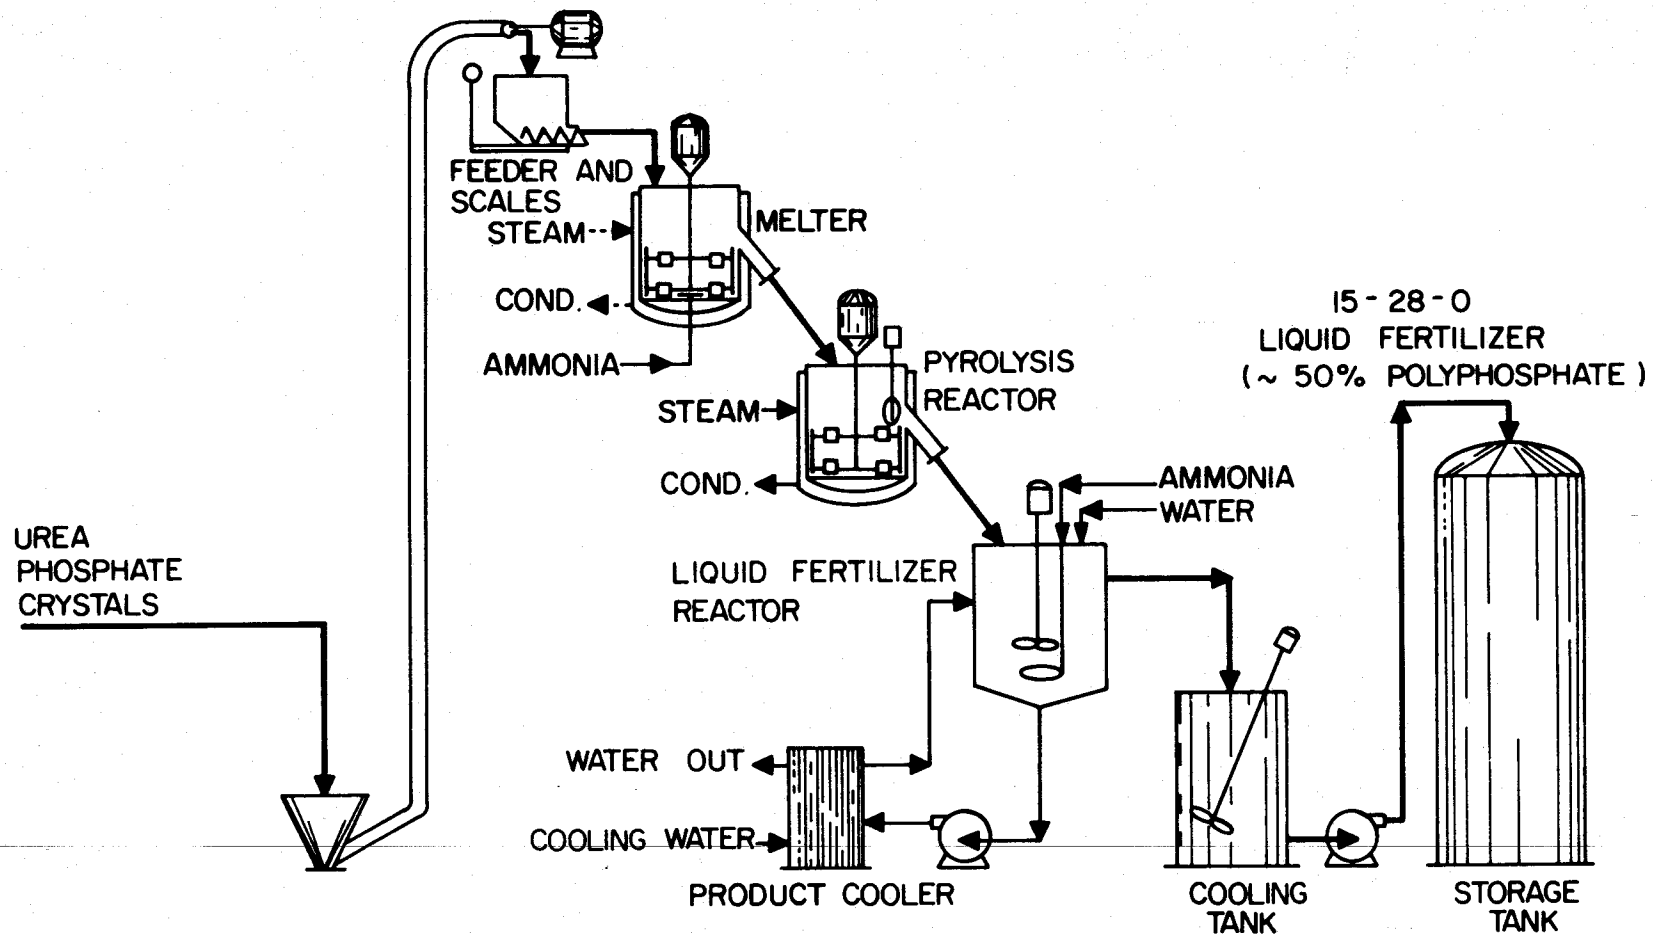 FEEDER AND
SCALES
STEAM
MELTER
COND.
AMMONIA
PYROLYSIS
REACTOR
STEAM
COND.
15-28-0
LIQUID FERTILIZER
(~ 50% POLYPHOSPHATE)
AMMONIA
WATER
UREA
PHOSPHATE
CRYSTALS
LIQUID FERTILIZER
REACTOR
WATER OUT
COOLING WATER
PRODUCT COOLER
COOLING
TANK
STORAGE
TANK